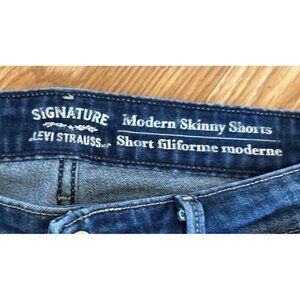 SIGNATURE
LEVI STRAUSS
Modern Skinny Shorts
Short filiforme moderne